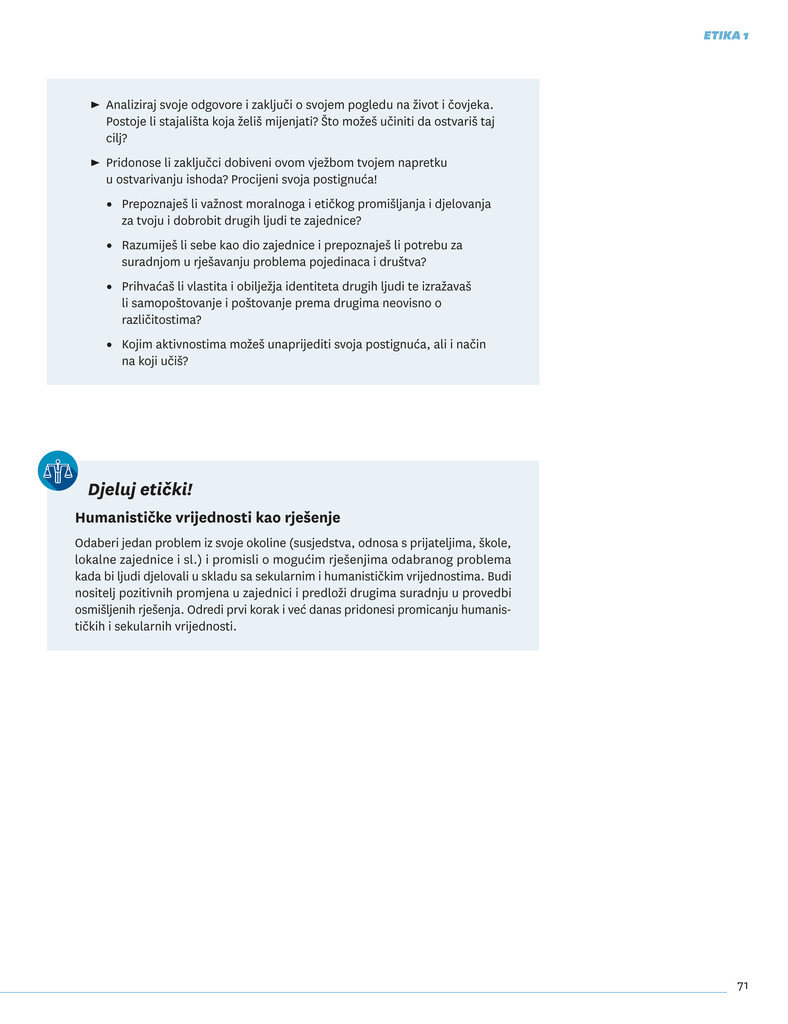 ETIKA 1
► Analiziraj svoje odgovore i zaključi o svojem pogledu na život i čovjeka.
Postoje li stajališta koja želiš mijenjati? Što možeš učiniti da ostvariš taj
cilj?
► Pridonose li zaključci dobiveni ovom vježbom tvojem napretku
u ostvarivanju ishoda? Procijeni svoja postignuća!
• Prepoznaješ li važnost moralnoga i etičkog promišljanja i djelovanja
za tvoju i dobrobit drugih ljudi te zajednice?
• Razumiješ li sebe kao dio zajednice i prepoznaješ li potrebu za
suradnjom u rješavanju problema pojedinaca i društva?
• Prihvaćaš li vlastita i obilježja identiteta drugih ljudi te izražavaš
li samopoštovanje i poštovanje prema drugima neovisno o
različitostima?
• Kojim aktivnostima možeš unaprijediti svoja postignuća, ali i način
na koji učiš?
Djeluj etički!
Humanističke vrijednosti kao rješenje
Odaberi jedan problem iz svoje okoline (susjedstva, odnosa s prijateljima, škole,
lokalne zajednice i sl.) i promisli o mogućim rješenjima odabranog problema
kada bi ljudi djelovali u skladu sa sekularnim i humanističkim vrijednostima. Budi
nositelj pozitivnih promjena u zajednici i predloži drugima suradnju u provedbi
osmišljenih rješenja. Odredi prvi korak i već danas pridonesi promicanju humanis-
tičkih i sekularnih vrijednosti.
71